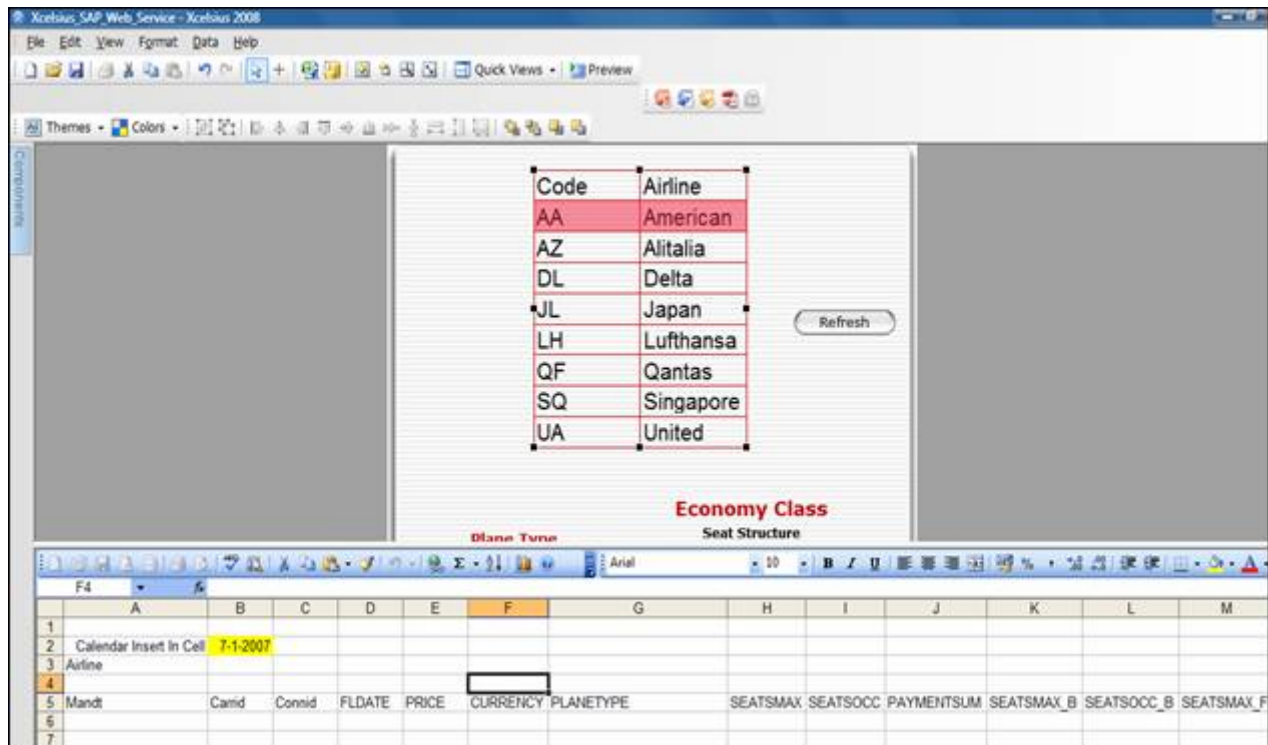 Xcelsius_SAP_Web_Service - Xcelsius 2008
File Edit View Format Data Help
Quick Views Preview
Themes Colors
Components
Code Airline
AA American
AZ Alitalia
DL Delta
JL Japan
LH Lufthansa
QF Qantas
SQ Singapore
UA United
Refresh
Economy Class
Plane Type Seat Structure
Arial 10 B I U % , A
F4 fx
A B C D E F G H I J K L M
1
2 Calendar Insert In Cell 7-1-2007
3 Airline
4
5 Mandt Carrid Connid FLDATE PRICE CURRENCY PLANETYPE SEATSMAX SEATSOCC PAYMENTSUM SEATSMAX_B SEATSOCC_B SEATSMAX_F
6
7